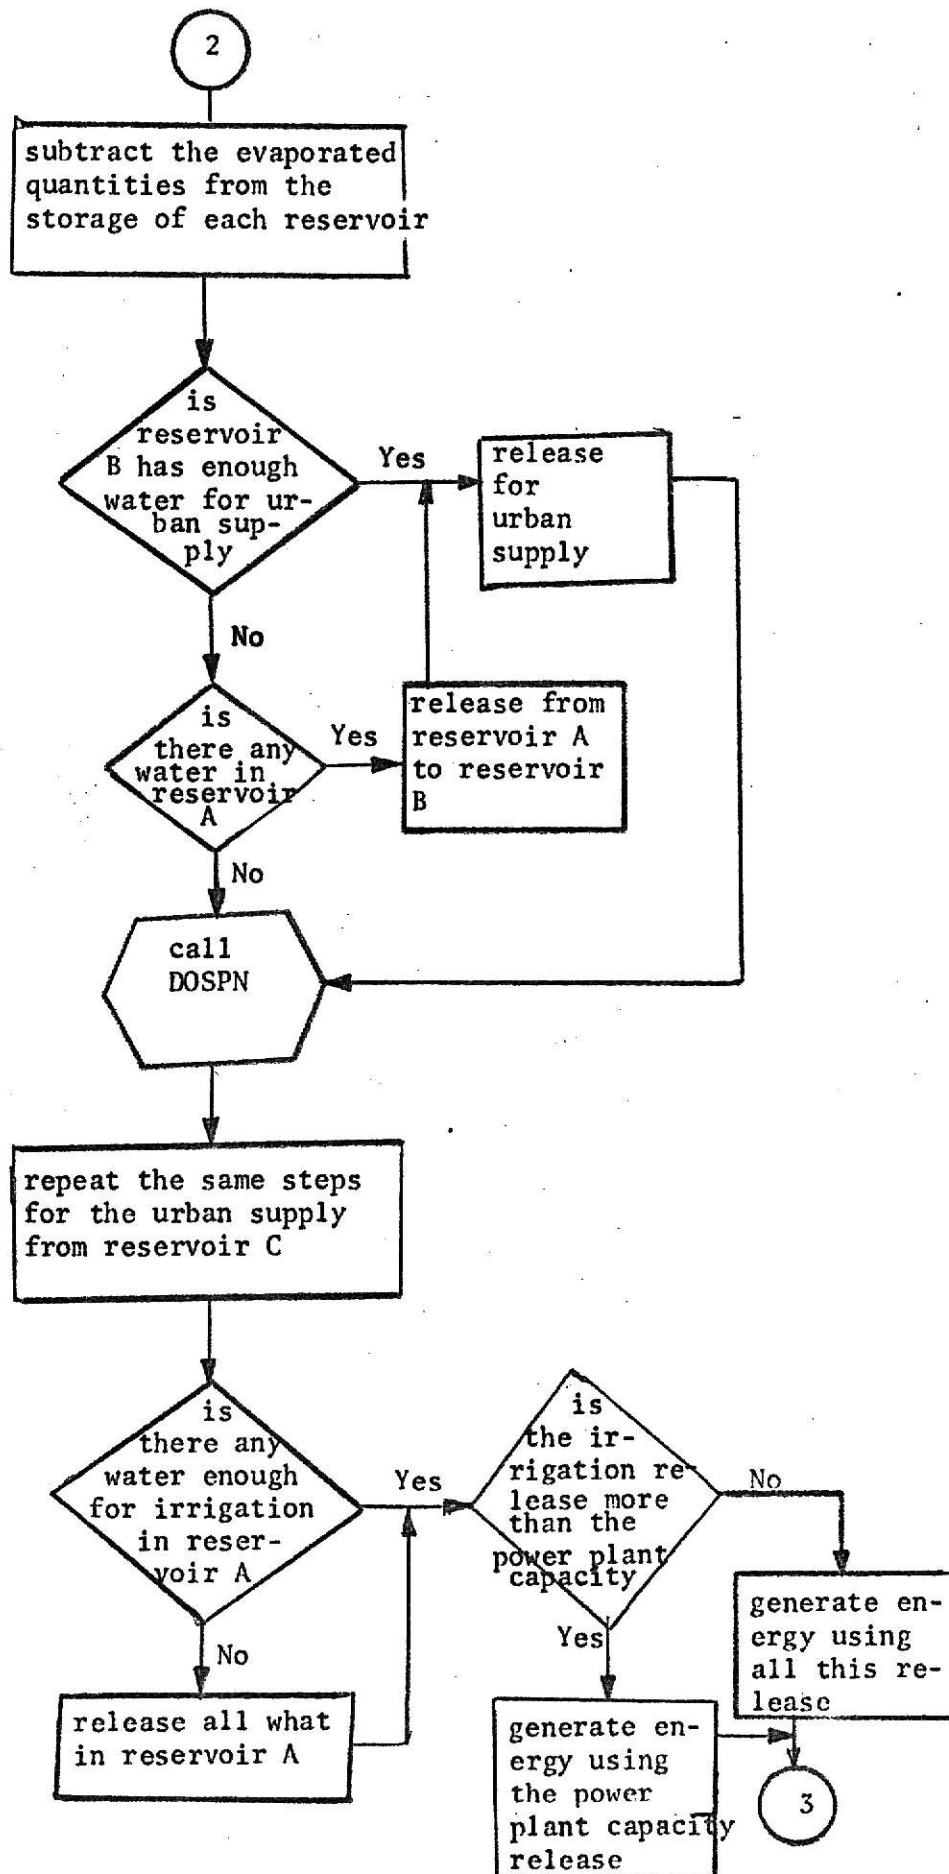 2
subtract the evaporated
quantities from the
storage of each reservoir
is
reservoir
B has enough
water for ur-
ban sup-
ply
Yes
release
for
urban
supply
No
is
there any
water in
reservoir
A
Yes
release from
reservoir A
to reservoir
B
No
call
DOSPN
repeat the same steps
for the urban supply
from reservoir C
is
there any
water enough
for irrigation
in reser-
voir A
Yes
is
the ir-
rigation re-
lease more
than the
power plant
capacity
No
generate en-
ergy using
all this re-
lease
No
release all what
in reservoir A
Yes
generate en-
ergy using
the power
plant capacity
release
3